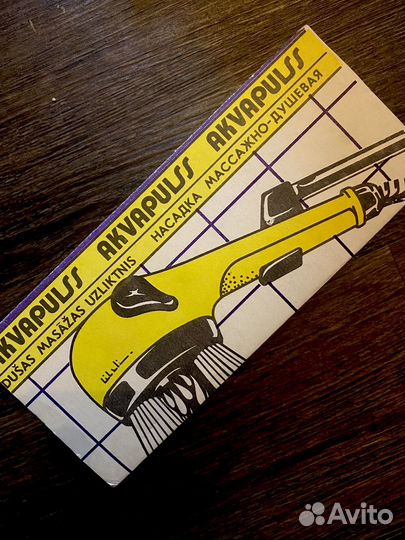 AKVAPULSS AKVAPULSS AKVAPULSS
DUŠAS MASĀŽAS UZLIKTNIS НАСАДКА МАССАЖНО-ДУШЕВАЯ
Avito